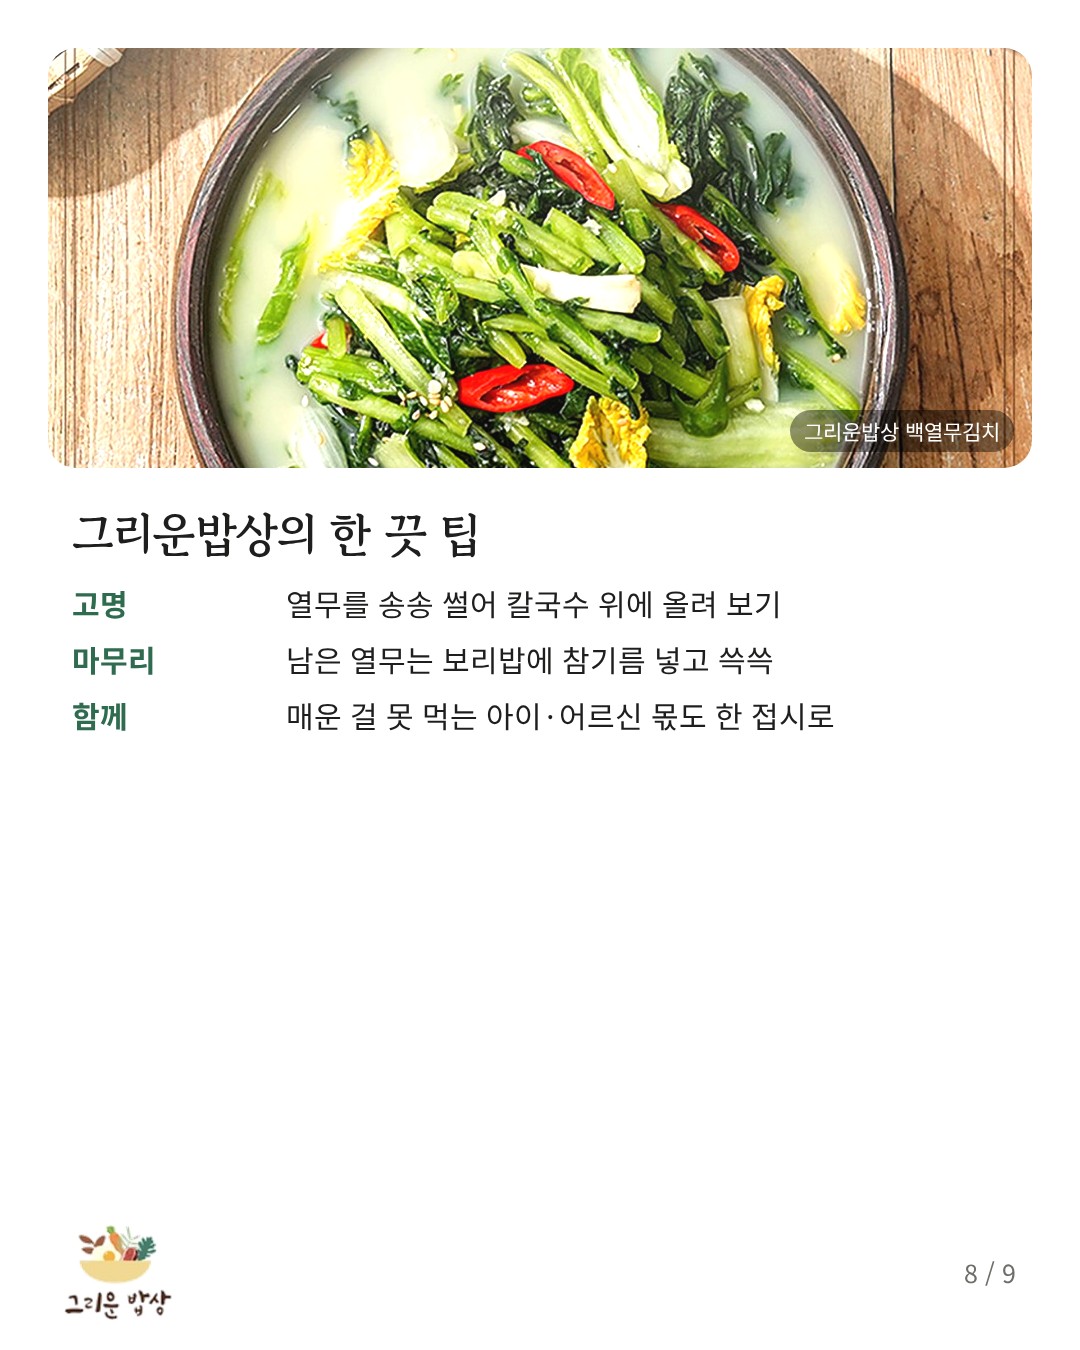 그리운밥상 백열무김치
그리운밥상의 한 끗 팁
고명 열무를 송송 썰어 칼국수 위에 올려 보기
마무리 남은 열무는 보리밥에 참기름 넣고 쓱쓱
함께 매운 걸 못 먹는 아이·어르신 몫도 한 접시로
그리운 밥상
8 / 9